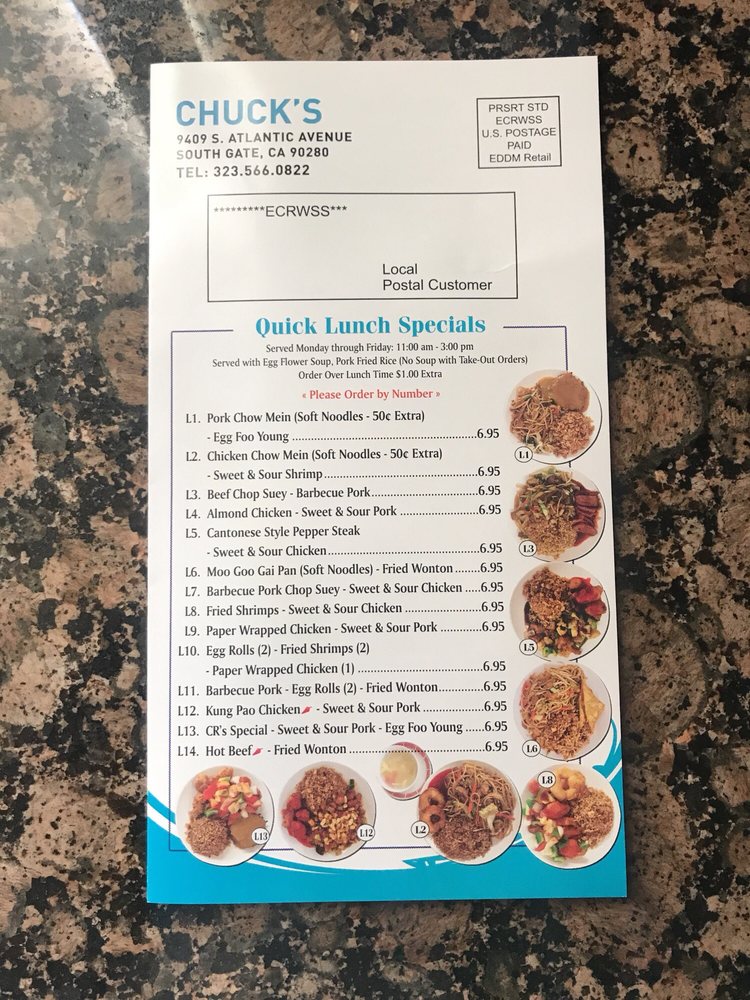 CHUCK'S
9409 S. ATLANTIC AVENUE
SOUTH GATE, CA 90280
TEL: 323.566.0822
PRSRT STD
ECRWSS
U.S. POSTAGE
PAID
EDDM Retail
*********ECRWSS***
Local
Postal Customer
Quick Lunch Specials
Served Monday through Friday: 11:00 am - 3:00 pm
Served with Egg Flower Soup, Pork Fried Rice (No Soup with Take-Out Orders)
Order Over Lunch Time $1.00 Extra
« Please Order by Number »
L1. Pork Chow Mein (Soft Noodles - 50¢ Extra)
- Egg Foo Young ...............................................6.95
L2. Chicken Chow Mein (Soft Noodles - 50¢ Extra)
- Sweet & Sour Shrimp.......................................6.95
L3. Beef Chop Suey - Barbecue Pork...........................6.95
L4. Almond Chicken - Sweet & Sour Pork ....................6.95
L5. Cantonese Style Pepper Steak
- Sweet & Sour Chicken......................................6.95
L6. Moo Goo Gai Pan (Soft Noodles) - Fried Wonton .......6.95
L7. Barbecue Pork Chop Suey - Sweet & Sour Chicken .....6.95
L8. Fried Shrimps - Sweet & Sour Chicken ...................6.95
L9. Paper Wrapped Chicken - Sweet & Sour Pork ...........6.95
L10. Egg Rolls (2) - Fried Shrimps (2)
- Paper Wrapped Chicken (1) ................................6.95
L11. Barbecue Pork - Egg Rolls (2) - Fried Wonton...........6.95
L12. Kung Pao Chicken - Sweet & Sour Pork ...............6.95
L13. CR's Special - Sweet & Sour Pork - Egg Foo Young .....6.95
L14. Hot Beef - Fried Wonton ..................................6.95
L1
L3
L5
L6
L8
L13
L12
L2